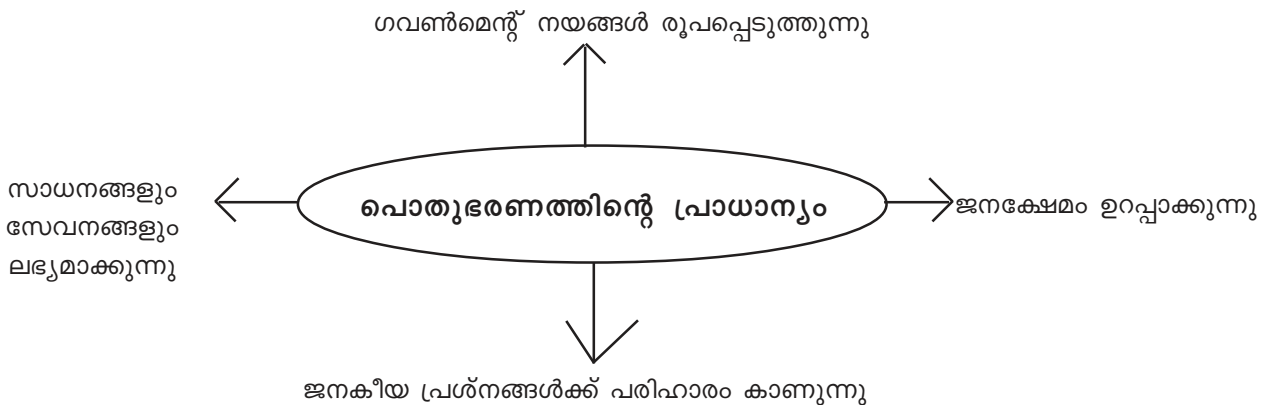 ഗവൺമെന്റ് നയങ്ങൾ രൂപപ്പെടുത്തുന്നു
സാധനങ്ങളും
സേവനങ്ങളും
ലഭ്യമാക്കുന്നു
പൊതുഭരണത്തിന്റെ പ്രാധാന്യം
ജനക്ഷേമം ഉറപ്പാക്കുന്നു
ജനകീയ പ്രശ്നങ്ങൾക്ക് പരിഹാരം കാണുന്നു